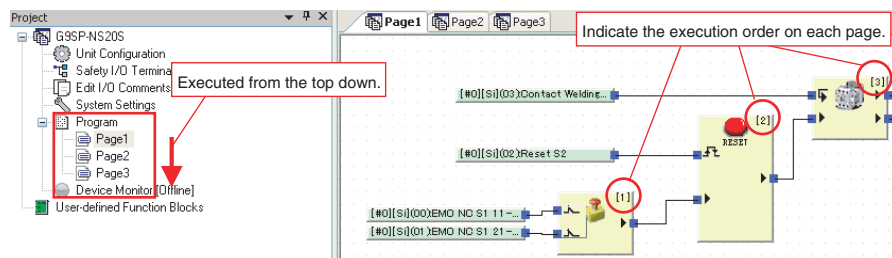 Project
G9SP-NS20S
Unit Configuration
Safety I/O Termina
Edit I/O Comments
System Settings
Program
Page1
Page2
Page3
Device Monitor [Offline]
User-defined Function Blocks
Executed from the top down.
Page1 Page2 Page3
Indicate the execution order on each page.
[#0][Si](03):Contact Welding...
[3]
[2]
RESET
[#0][Si](02):Reset S2
[1]
[#0][Si](00):EMO NC S1 11-...
[#0][Si](01):EMO NC S1 21-...